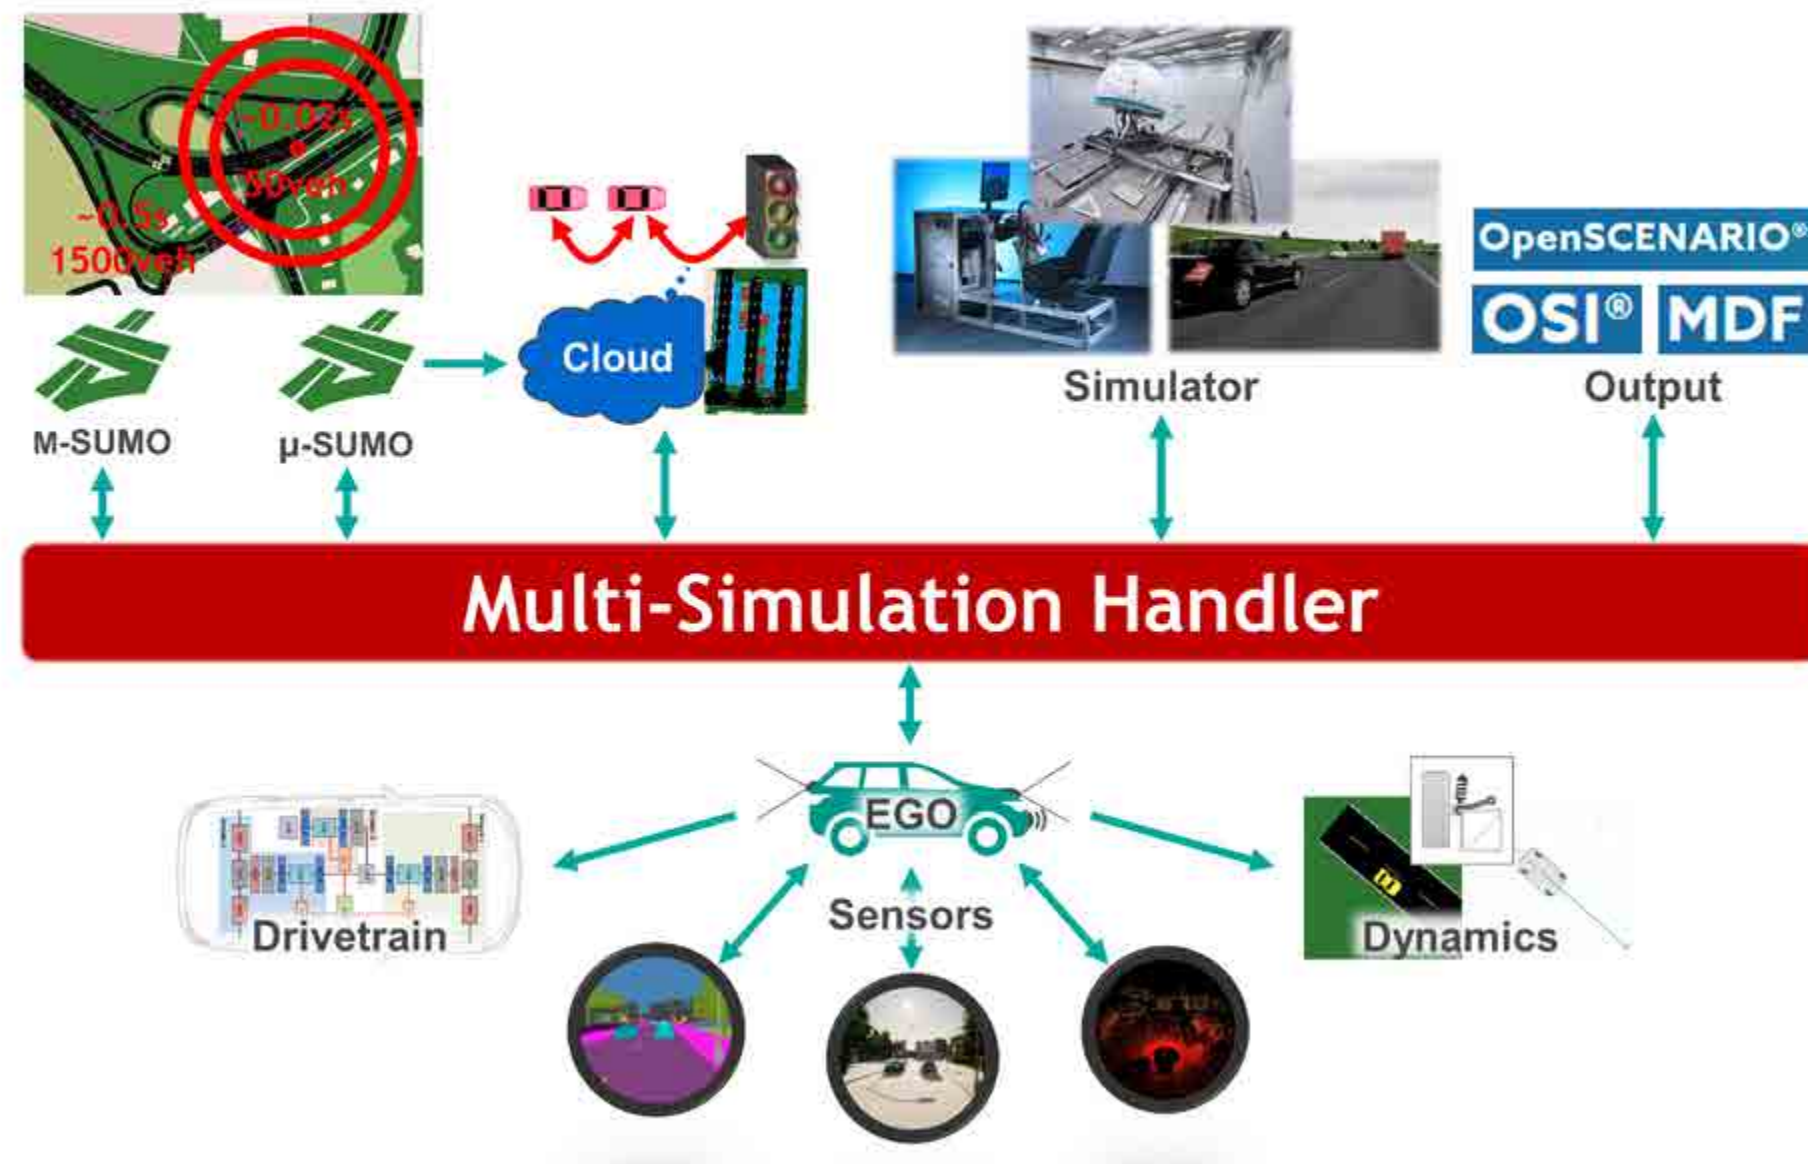 ~0.02s
50veh
~0.5s
1500veh
M-SUMO
µ-SUMO
Cloud
Simulator
OpenSCENARIO®
OSI® MDF
Output
Multi-Simulation Handler
EGO
Sensors
Drivetrain
Dynamics